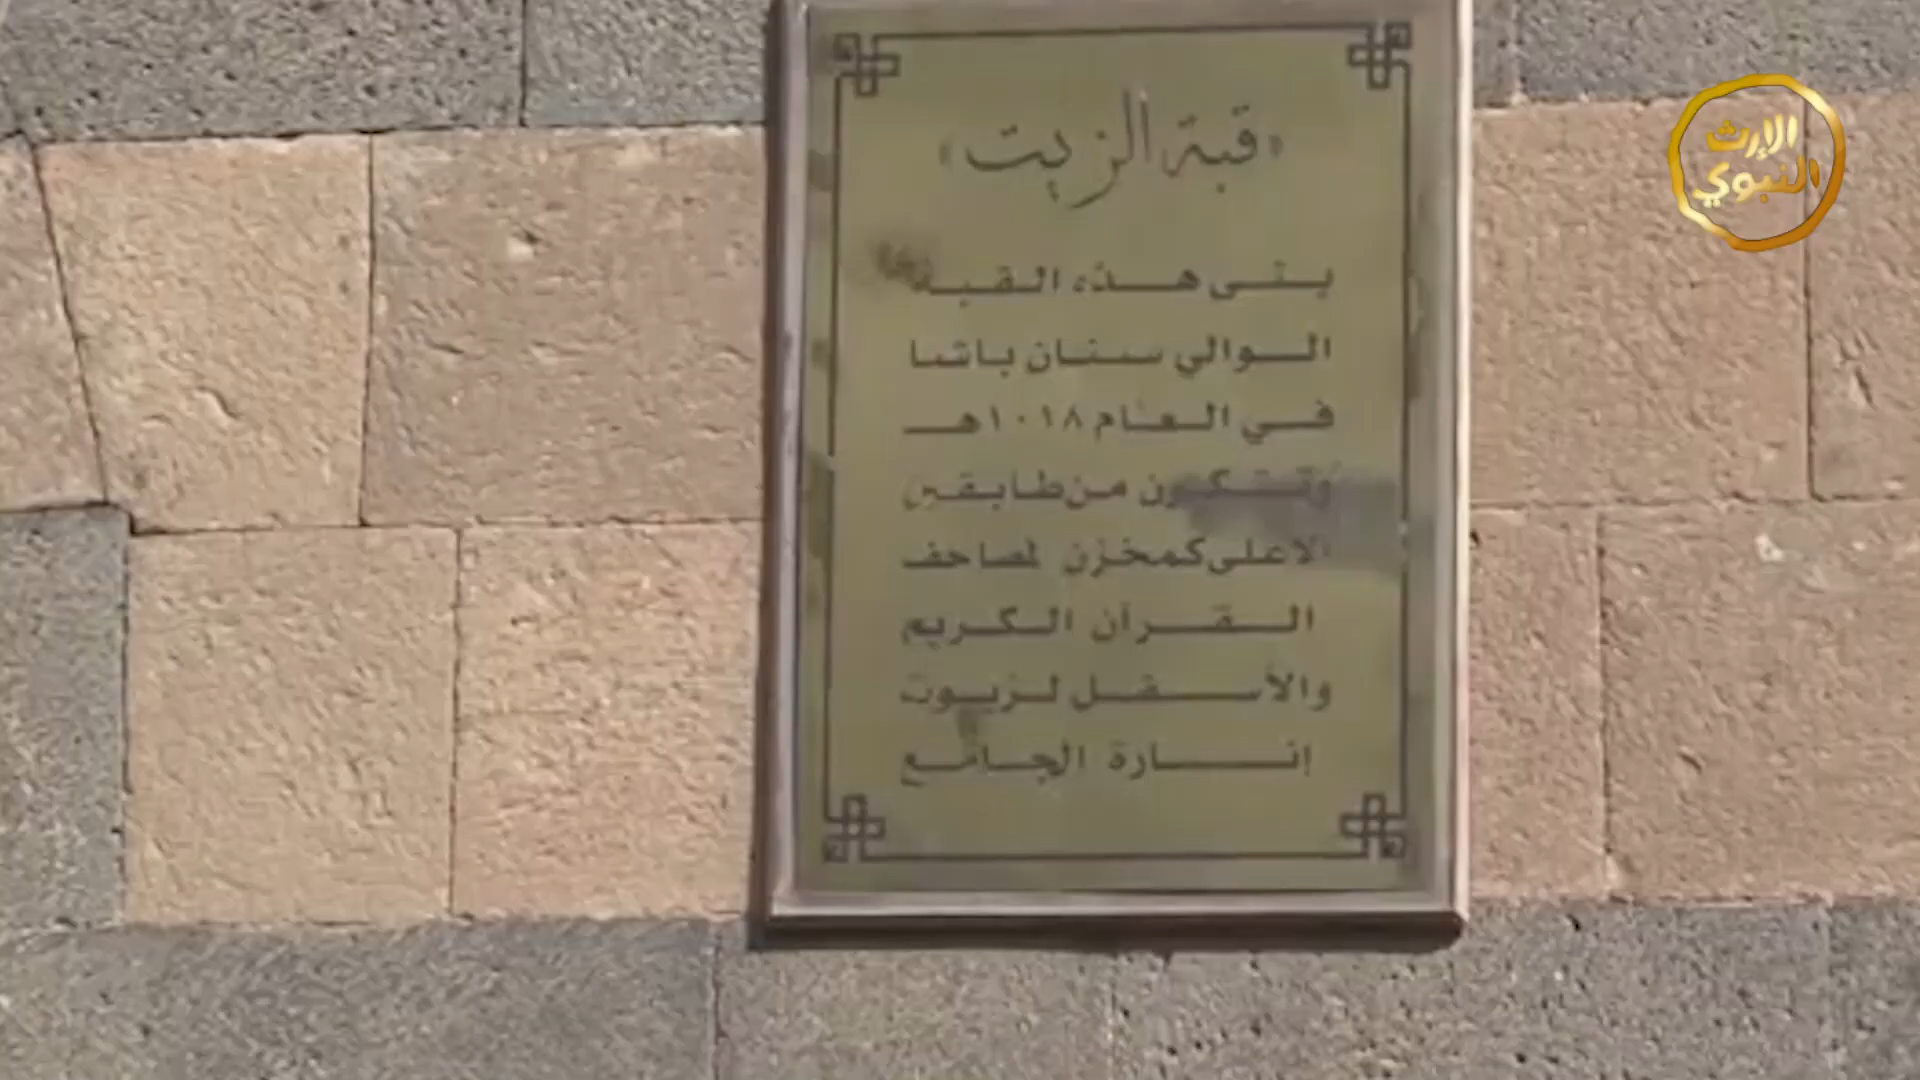 «قبة الزيت»
بنى هذه القبة
الوالي سنان باشا
في العام ١٠١٨هـ
وتتكون من طابقين
الاعلى كمخزن لمصاحف
القرآن الكريم
والأسفل لزيوت
إنارة الجامع
الإرث
النبوي